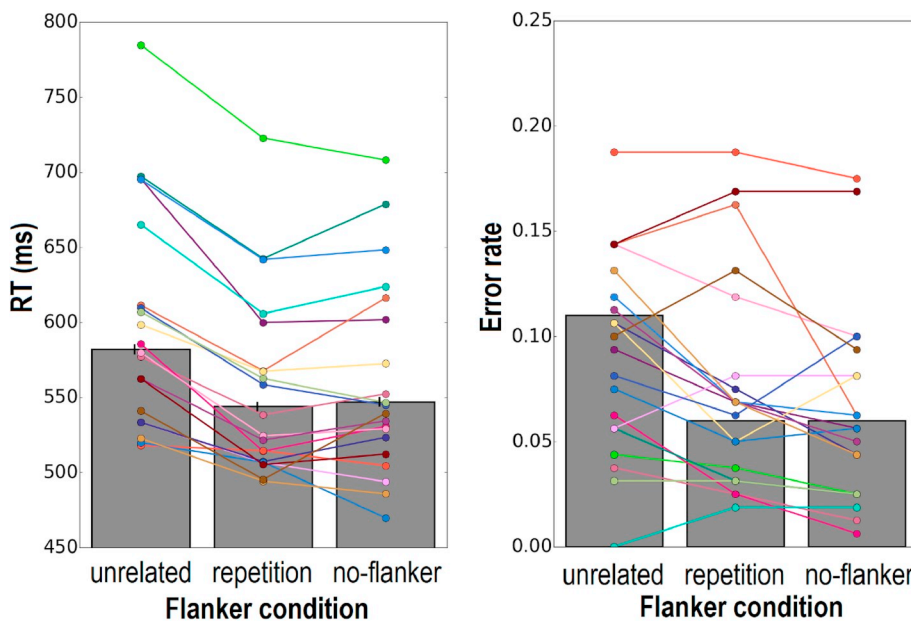 800
750
700
650
600
550
500
450
RT (ms)
unrelated repetition no-flanker
Flanker condition
0.25
0.20
0.15
0.10
0.05
0.00
Error rate
unrelated repetition no-flanker
Flanker condition